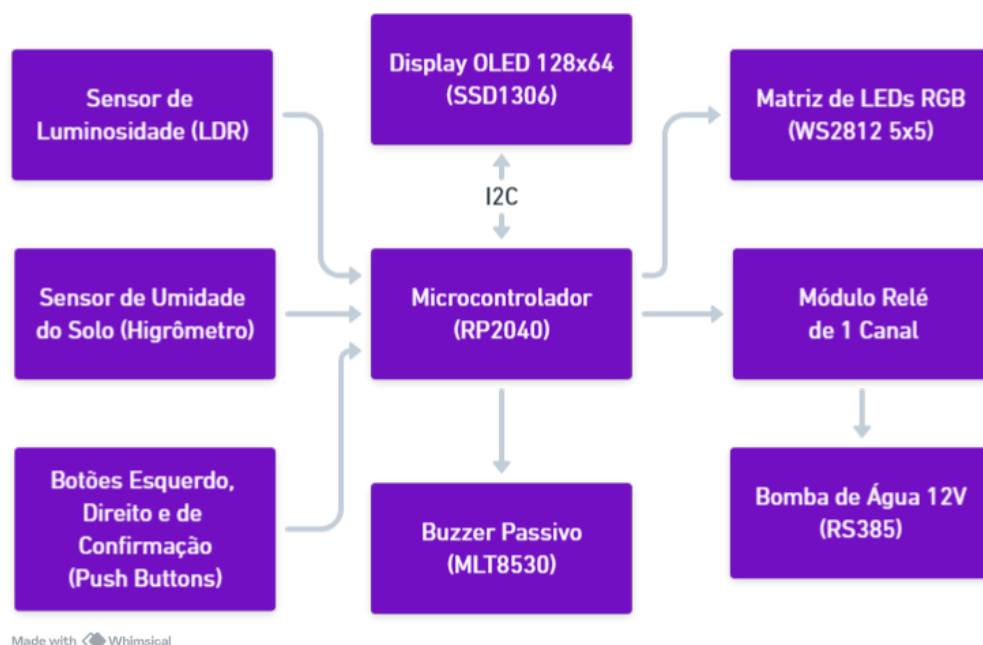 Sensor de
Luminosidade (LDR)
Display OLED 128x64
(SSD1306)
Matriz de LEDs RGB
(WS2812 5x5)
I2C
Sensor de Umidade
do Solo (Higrômetro)
Microcontrolador
(RP2040)
Módulo Relé
de 1 Canal
Botões Esquerdo,
Direito e de
Confirmação
(Push Buttons)
Buzzer Passivo
(MLT8530)
Bomba de Água 12V
(RS385)
Made with Whimsical